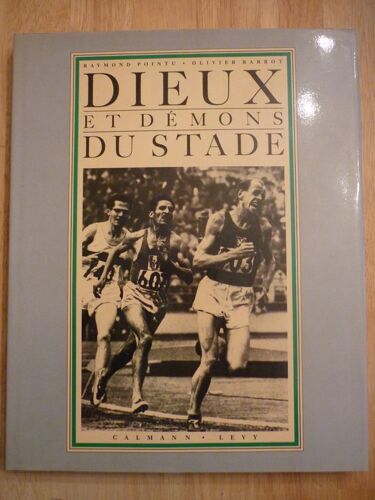 RAYMOND POINTU • OLIVIER BARROT
DIEUX
ET DÉMONS
DU STADE
CALMANN • LEVY